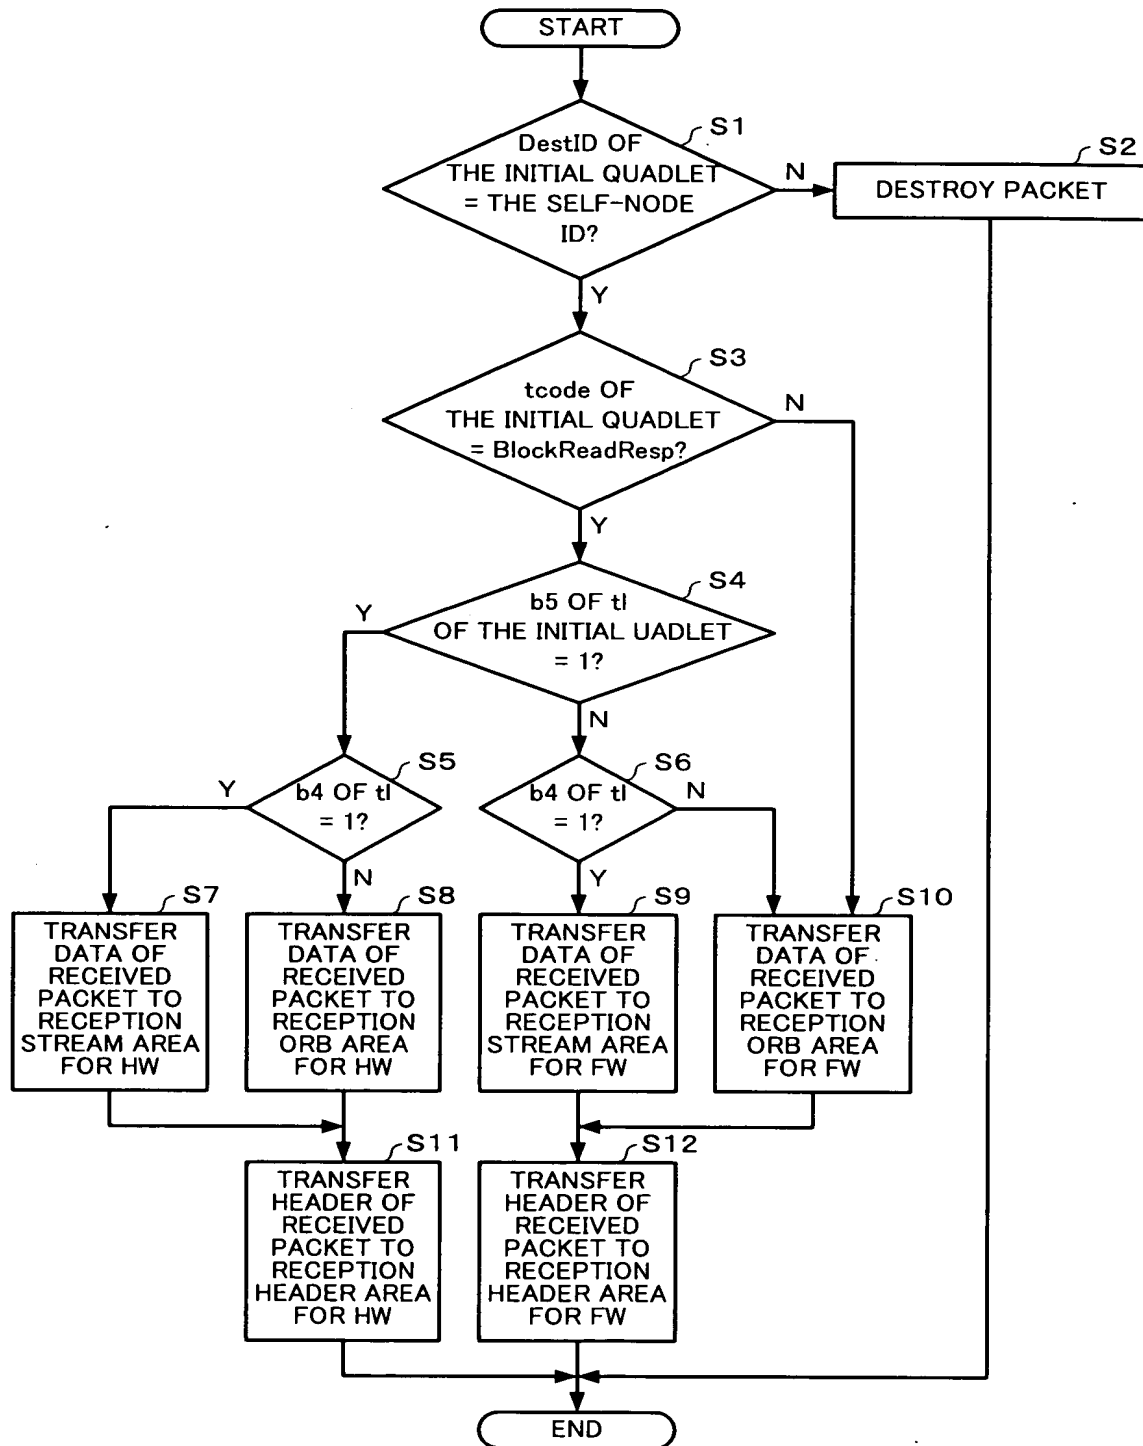 START
S1
DestID OF
THE INITIAL QUADLET
= THE SELF-NODE
ID?
N
S2
DESTROY PACKET
Y
S3
tcode OF
THE INITIAL QUADLET
= BlockReadResp?
N
Y
S4
b5 OF tl
OF THE INITIAL UADLET
= 1?
Y
N
S5
b4 OF tl
= 1?
Y
N
S6
b4 OF tl
= 1?
N
Y
S7
TRANSFER
DATA OF
RECEIVED
PACKET TO
RECEPTION
STREAM AREA
FOR HW
S8
TRANSFER
DATA OF
RECEIVED
PACKET TO
RECEPTION
ORB AREA
FOR HW
S9
TRANSFER
DATA OF
RECEIVED
PACKET TO
RECEPTION
STREAM AREA
FOR FW
S10
TRANSFER
DATA OF
RECEIVED
PACKET TO
RECEPTION
ORB AREA
FOR FW
S11
TRANSFER
HEADER OF
RECEIVED
PACKET TO
RECEPTION
HEADER AREA
FOR HW
S12
TRANSFER
HEADER OF
RECEIVED
PACKET TO
RECEPTION
HEADER AREA
FOR FW
END